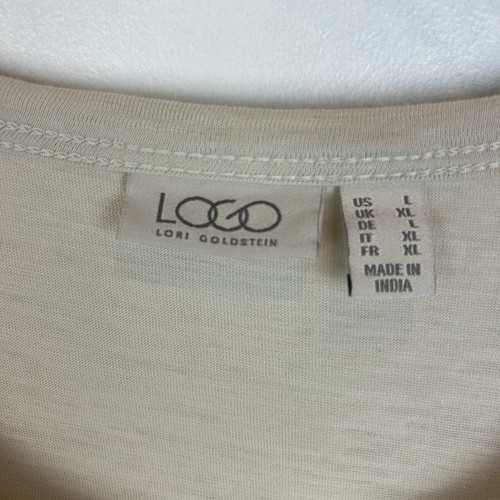 LOGO
LORI GOLDSTEIN
US L
UK XL
DE L
IT XL
FR XL
MADE IN
INDIA